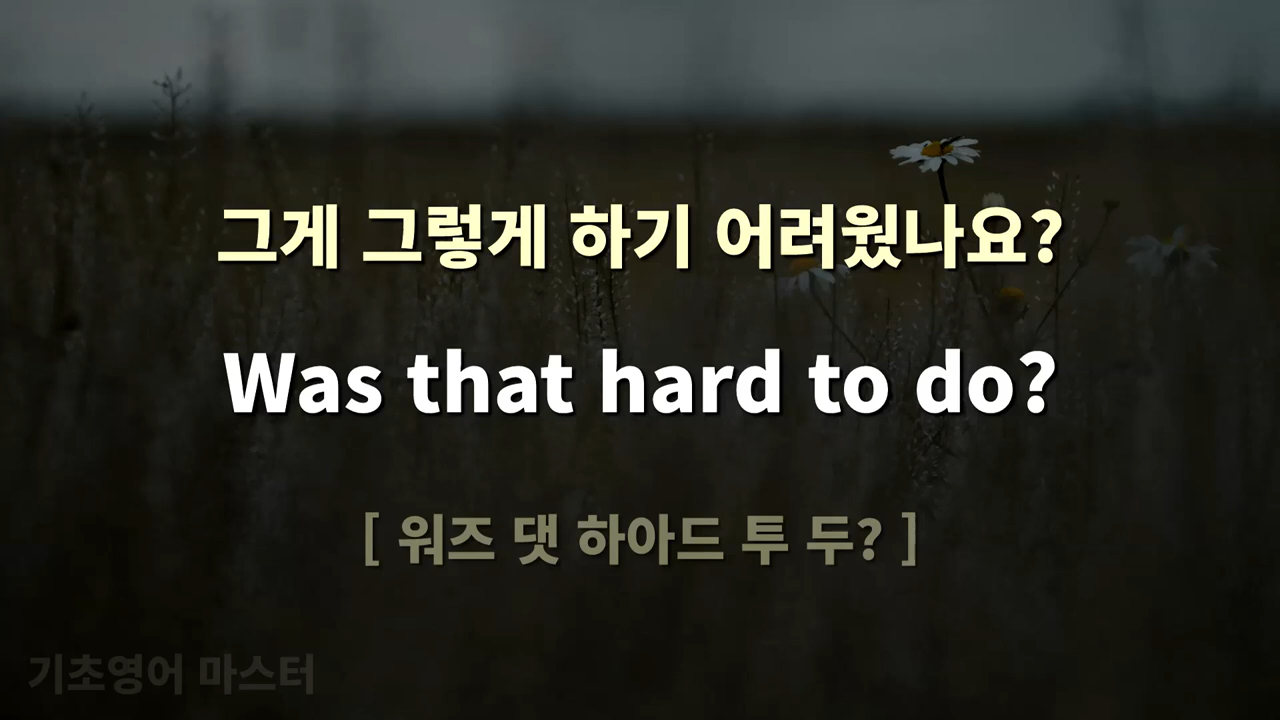 그게 그렇게 하기 어려웠나요?
Was that hard to do?
[ 워즈 댓 하아드 투 두? ]
기초영어 마스터